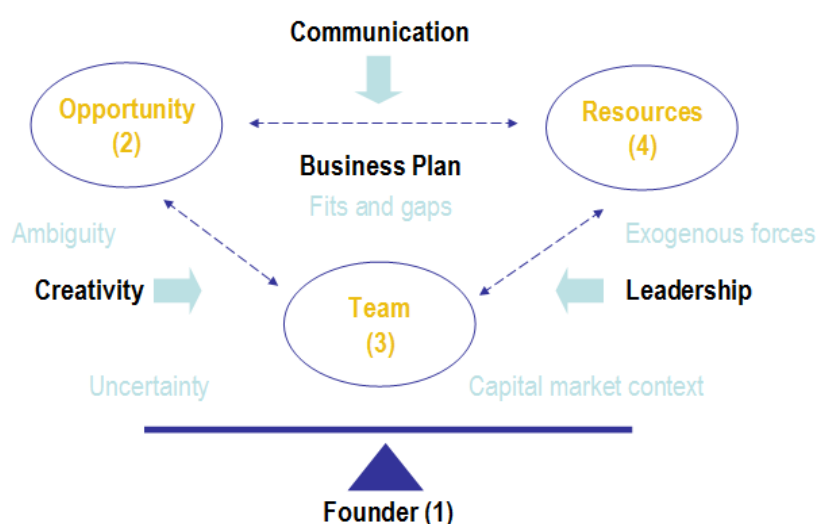 Communication
Opportunity
(2)
Resources
(4)
Business Plan
Fits and gaps
Ambiguity
Exogenous forces
Creativity
Leadership
Team
(3)
Uncertainty
Capital market context
Founder (1)